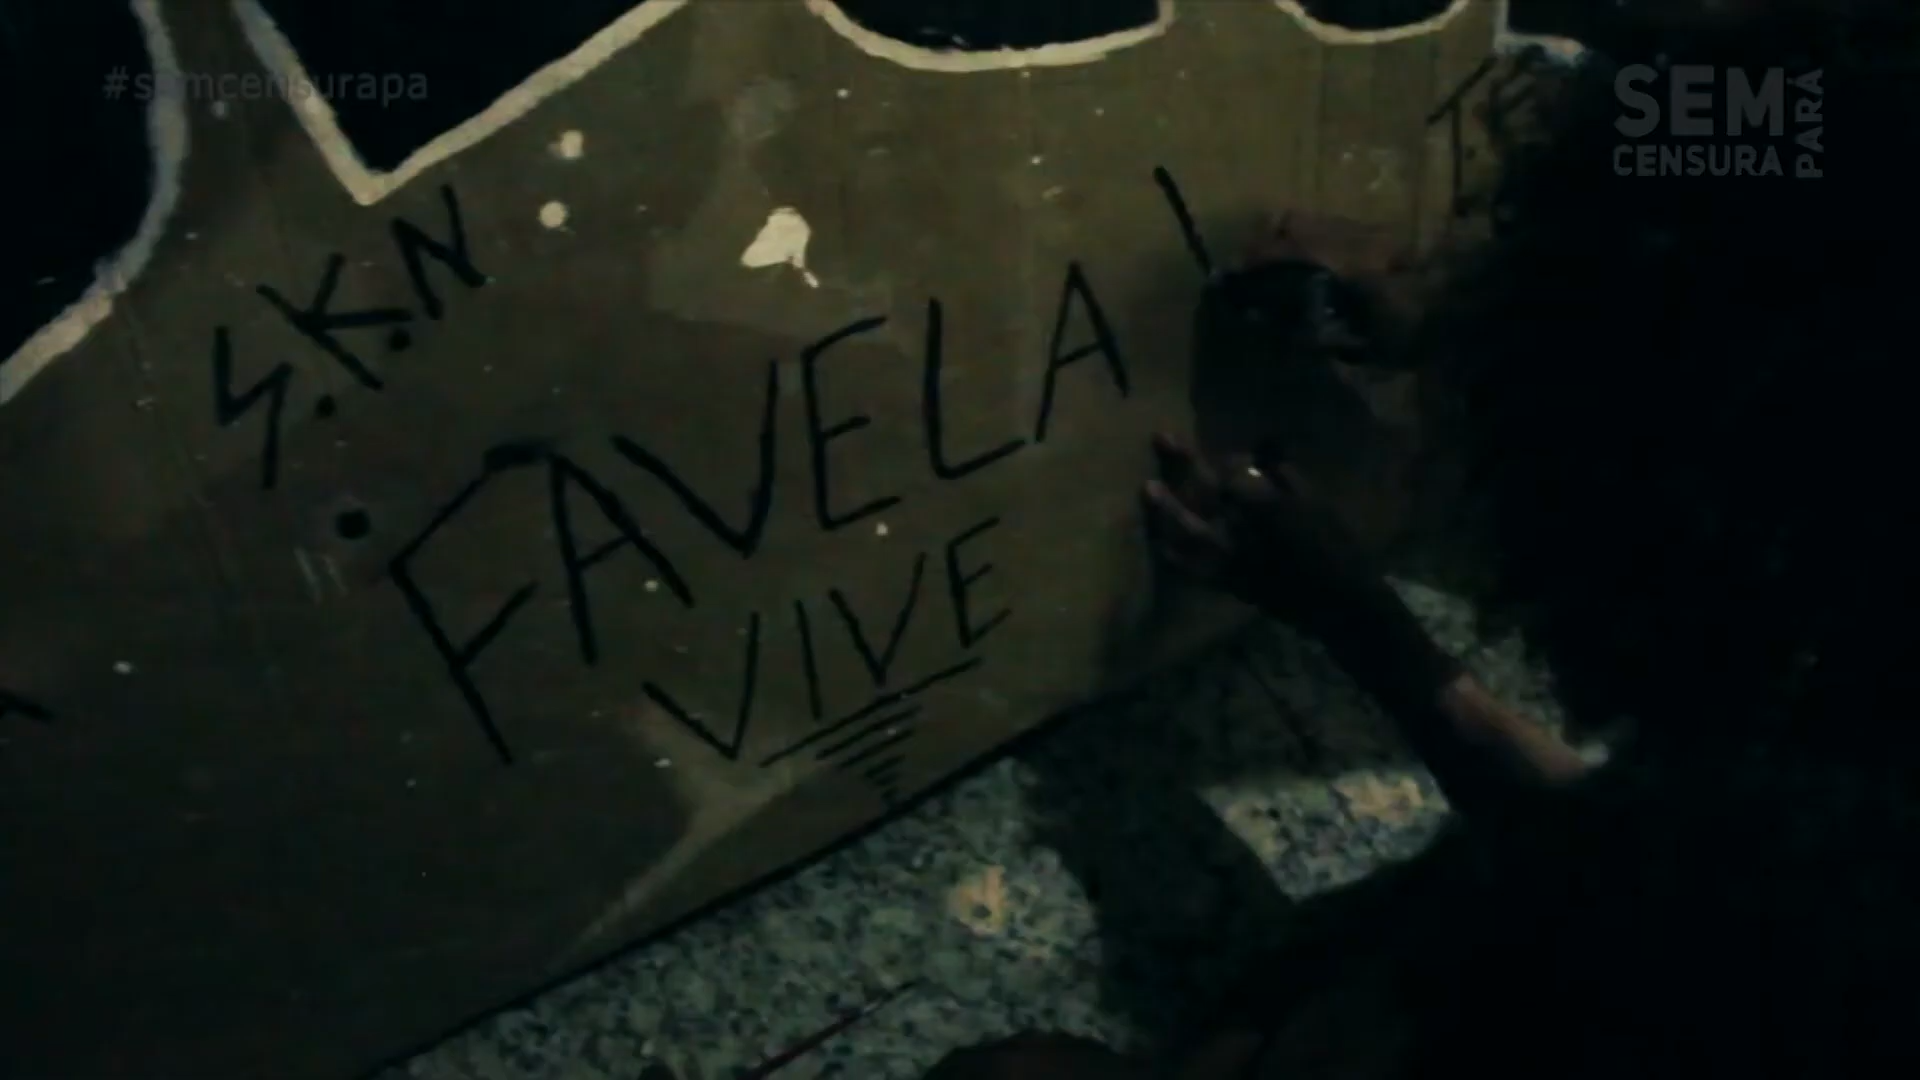 #semcensurapa
SEM
CENSURA
PARÁ
S.K.N.
FAVELA
VIVE